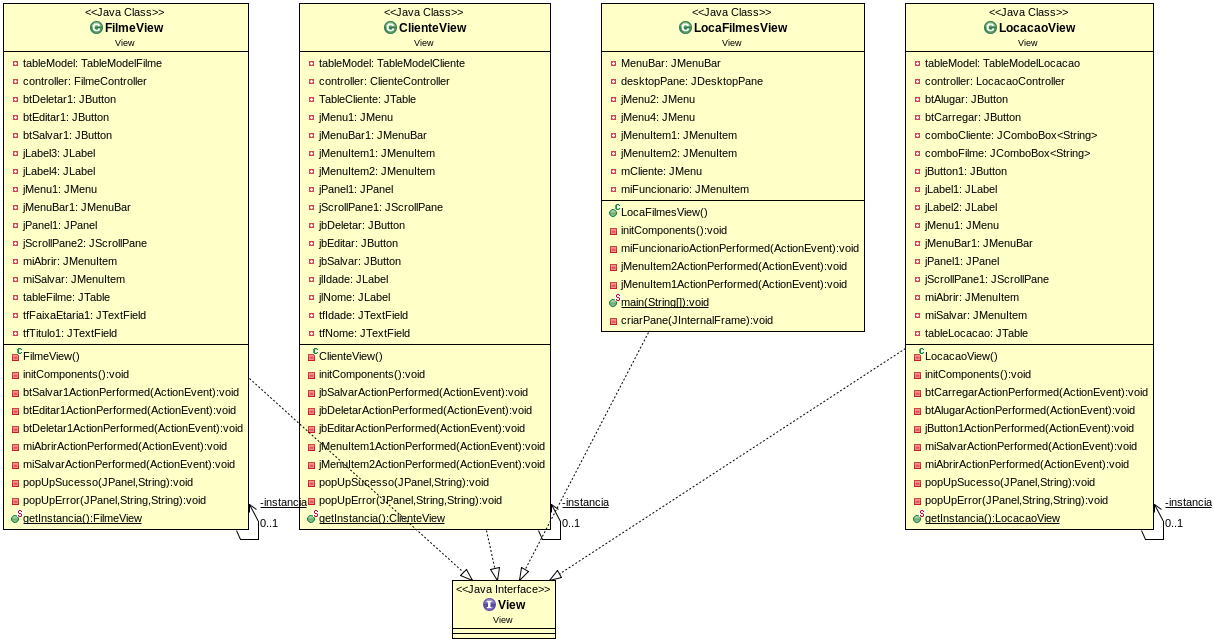 <<Java Class>>
FilmeView
View
tableModel: TableModelFilme
controller: FilmeController
btDeletar1: JButton
btEditar1: JButton
btSalvar1: JButton
jLabel3: JLabel
jLabel4: JLabel
jMenu1: JMenu
jMenuBar1: JMenuBar
jPanel1: JPanel
jScrollPane2: JScrollPane
miAbrir: JMenuItem
miSalvar: JMenuItem
tableFilme: JTable
tfFaixaEtaria1: JTextField
tfTitulo1: JTextField
FilmeView()
initComponents():void
btSalvar1ActionPerformed(ActionEvent):void
btEditar1ActionPerformed(ActionEvent):void
btDeletar1ActionPerformed(ActionEvent):void
miAbrirActionPerformed(ActionEvent):void
miSalvarActionPerformed(ActionEvent):void
popUpSucesso(JPanel,String):void
popUpError(JPanel,String,String):void
getInstancia():FilmeView
-instancia
0..1
<<Java Class>>
ClienteView
View
tableModel: TableModelCliente
controller: ClienteController
TableCliente: JTable
jMenu1: JMenu
jMenuBar1: JMenuBar
jMenuItem1: JMenuItem
jMenuItem2: JMenuItem
jPanel1: JPanel
jScrollPane1: JScrollPane
jbDeletar: JButton
jbEditar: JButton
jbSalvar: JButton
jlIdade: JLabel
jlNome: JLabel
tfIdade: JTextField
tfNome: JTextField
ClienteView()
initComponents():void
jbSalvarActionPerformed(ActionEvent):void
jbDeletarActionPerformed(ActionEvent):void
jbEditarActionPerformed(ActionEvent):void
jMenuItem1ActionPerformed(ActionEvent):void
jMenuItem2ActionPerformed(ActionEvent):void
popUpSucesso(JPanel,String):void
popUpError(JPanel,String,String):void
getInstancia():ClienteView
-instancia
0..1
<<Java Class>>
LocaFilmesView
View
MenuBar: JMenuBar
desktopPane: JDesktopPane
jMenu2: JMenu
jMenu4: JMenu
jMenuItem1: JMenuItem
jMenuItem2: JMenuItem
mCliente: JMenu
miFuncionario: JMenuItem
LocaFilmesView()
initComponents():void
miFuncionarioActionPerformed(ActionEvent):void
jMenuItem2ActionPerformed(ActionEvent):void
jMenuItem1ActionPerformed(ActionEvent):void
main(String[]):void
criarPane(JInternalFrame):void
<<Java Class>>
LocacaoView
View
tableModel: TableModelLocacao
controller: LocacaoController
btAlugar: JButton
btCarregar: JButton
comboCliente: JComboBox<String>
comboFilme: JComboBox<String>
jButton1: JButton
jLabel1: JLabel
jLabel2: JLabel
jMenu1: JMenu
jMenuBar1: JMenuBar
jPanel1: JPanel
jScrollPane1: JScrollPane
miAbrir: JMenuItem
miSalvar: JMenuItem
tableLocacao: JTable
LocacaoView()
initComponents():void
btCarregarActionPerformed(ActionEvent):void
btAlugarActionPerformed(ActionEvent):void
jButton1ActionPerformed(ActionEvent):void
miSalvarActionPerformed(ActionEvent):void
miAbrirActionPerformed(ActionEvent):void
popUpSucesso(JPanel,String):void
popUpError(JPanel,String,String):void
getInstancia():LocacaoView
-instancia
0..1
<<Java Interface>>
View
View